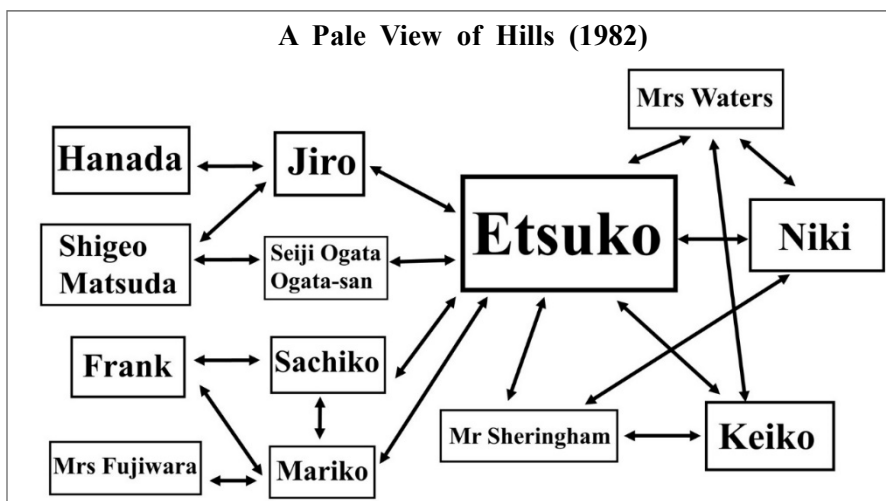 A Pale View of Hills (1982)
Mrs Waters
Hanada
Jiro
Etsuko
Niki
Shigeo
Matsuda
Seiji Ogata
Ogata-san
Frank
Sachiko
Mr Sheringham
Keiko
Mrs Fujiwara
Mariko